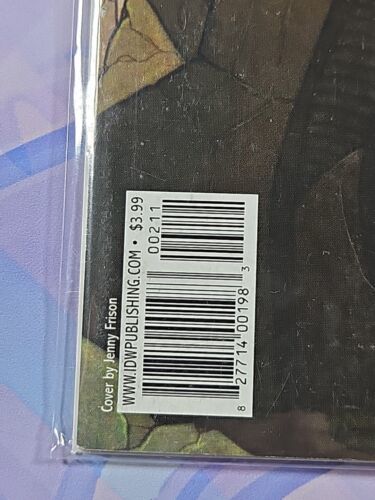 Cover by Jenny Frison
WWW.IDWPUBLISHING.COM • $3.99
00211
8 27714 00198 3